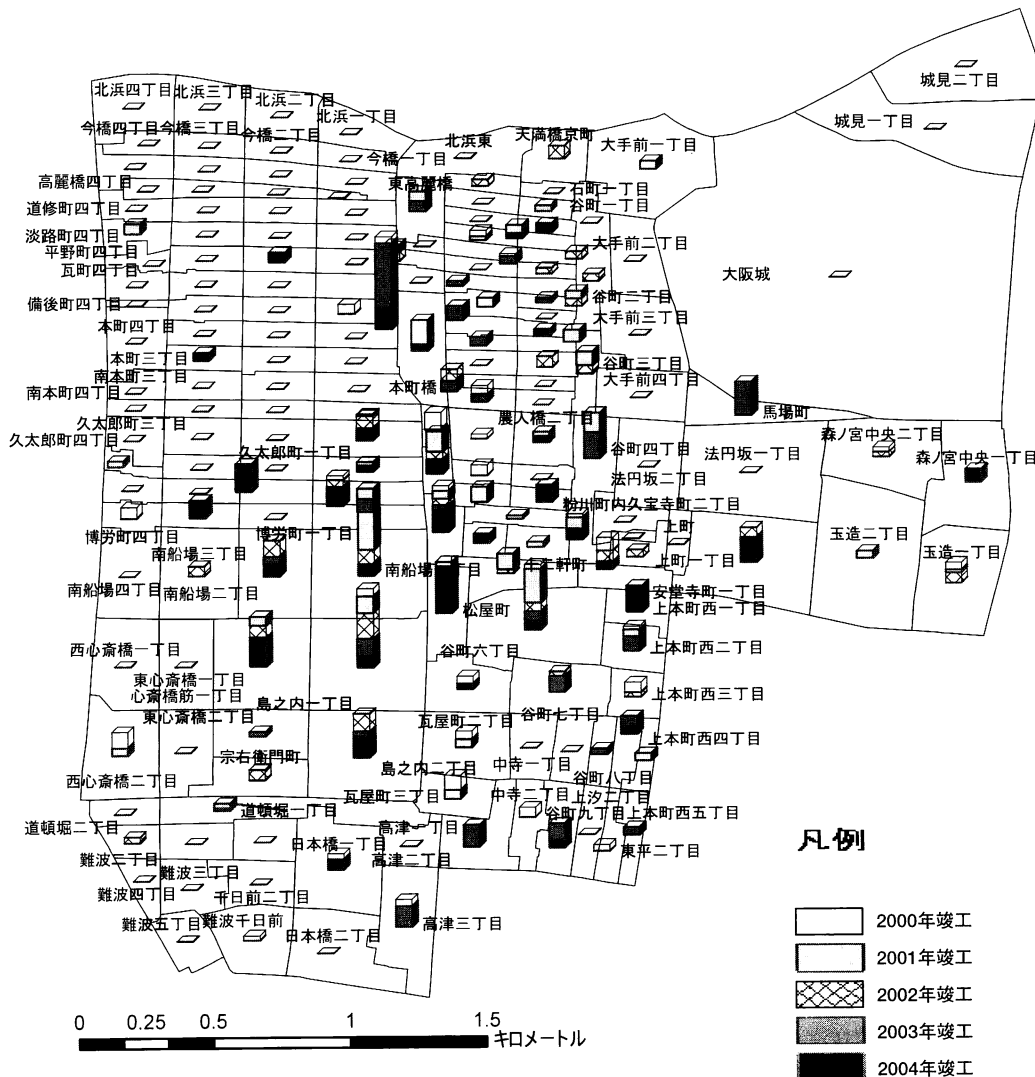 北浜四丁目
北浜三丁目
北浜二丁目
北浜一丁目
城見二丁目
今橋四丁目
今橋三丁目
今橋二丁目
今橋一丁目
北浜東
天満橋京町
大手前一丁目
城見一丁目
高麗橋四丁目
東高麗橋
石町一丁目
道修町四丁目
谷町一丁目
淡路町四丁目
平野町四丁目
大手前二丁目
瓦町四丁目
大阪城
備後町四丁目
谷町二丁目
本町四丁目
大手前三丁目
本町三丁目
谷町三丁目
南本町三丁目
本町橋
大手前四丁目
南本町四丁目
馬場町
久太郎町三丁目
農人橋二丁目
森ノ宮中央二丁目
久太郎町四丁目
久太郎町一丁目
谷町四丁目
法円坂一丁目
森ノ宮中央一丁目
法円坂二丁目
粉川町内久宝寺町二丁目
博労町四丁目
博労町一丁目
上町
玉造二丁目
南船場三丁目
上町一丁目
玉造一丁目
南船場四丁目
南船場二丁目
安堂寺町一丁目
松屋町
上本町西一丁目
西心斎橋一丁目
谷町六丁目
上本町西二丁目
東心斎橋一丁目
心斎橋筋一丁目
上本町西三丁目
島之内一丁目
東心斎橋二丁目
瓦屋町二丁目
谷町七丁目
上本町西四丁目
宗右衛門町
島之内二丁目
中寺一丁目
谷町八丁目
西心斎橋二丁目
瓦屋町三丁目
中寺二丁目
上汐二丁目
道頓堀一丁目
谷町九丁目
上本町西五丁目
道頓堀二丁目
日本橋一丁目
高津一丁目
東平二丁目
難波二丁目
難波三丁目
高津二丁目
難波四丁目
千日前二丁目
難波五丁目
難波千日前
日本橋二丁目
高津三丁目
凡例
2000年竣工
2001年竣工
2002年竣工
2003年竣工
2004年竣工
0 0.25 0.5 1 1.5
キロメートル